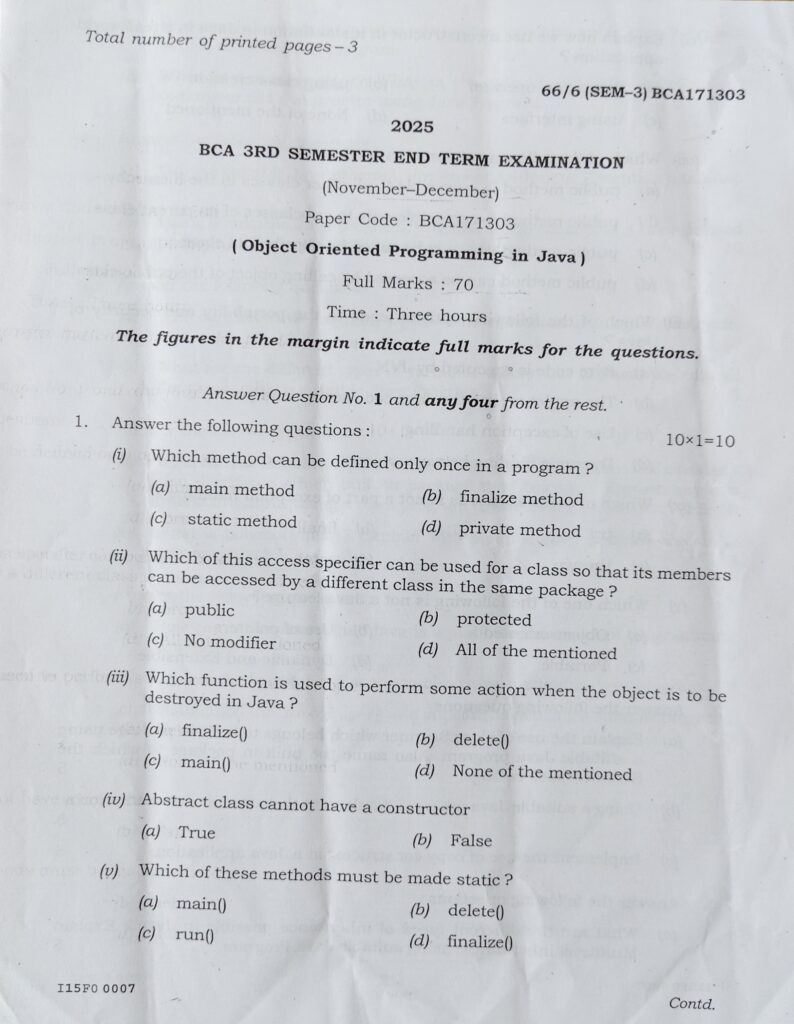 Total number of printed pages – 3
66/6 (SEM–3) BCA171303
2025
BCA 3RD SEMESTER END TERM EXAMINATION
(November–December)
Paper Code : BCA171303
( Object Oriented Programming in Java )
Full Marks : 70
Time : Three hours
The figures in the margin indicate full marks for the questions.
Answer Question No. 1 and any four from the rest.
1. Answer the following questions : 10×1=10
(i) Which method can be defined only once in a program ?
(a) main method (b) finalize method
(c) static method (d) private method
(ii) Which of this access specifier can be used for a class so that its members
can be accessed by a different class in the same package ?
(a) public (b) protected
(c) No modifier (d) All of the mentioned
(iii) Which function is used to perform some action when the object is to be
destroyed in Java ?
(a) finalize() (b) delete()
(c) main() (d) None of the mentioned
(iv) Abstract class cannot have a constructor
(a) True (b) False
(v) Which of these methods must be made static ?
(a) main() (b) delete()
(c) run() (d) finalize()
I15FO 0007
Contd.